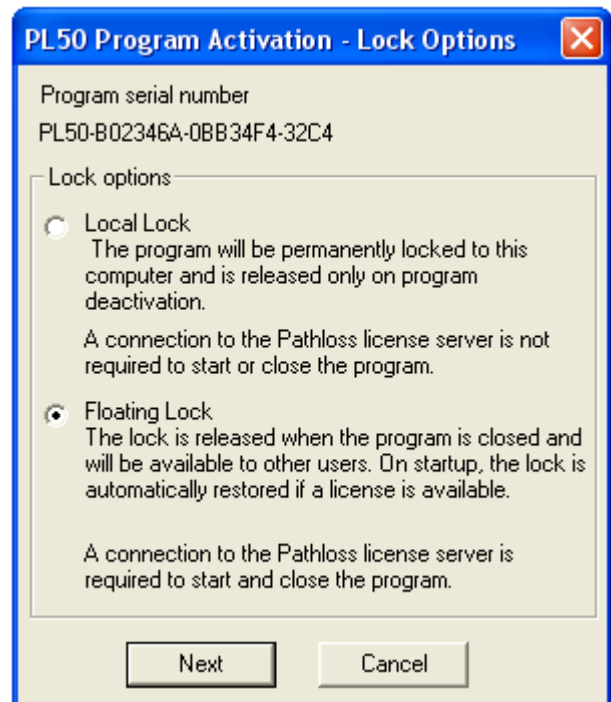 PL50 Program Activation - Lock Options
Program serial number
PL50-B02346A-0BB34F4-32C4
Lock options
Local Lock
The program will be permanently locked to this
computer and is released only on program
deactivation.
A connection to the Pathloss license server is not
required to start or close the program.
Floating Lock
The lock is released when the program is closed and
will be available to other users. On startup, the lock is
automatically restored if a license is available.
A connection to the Pathloss license server is
required to start and close the program.
Next
Cancel